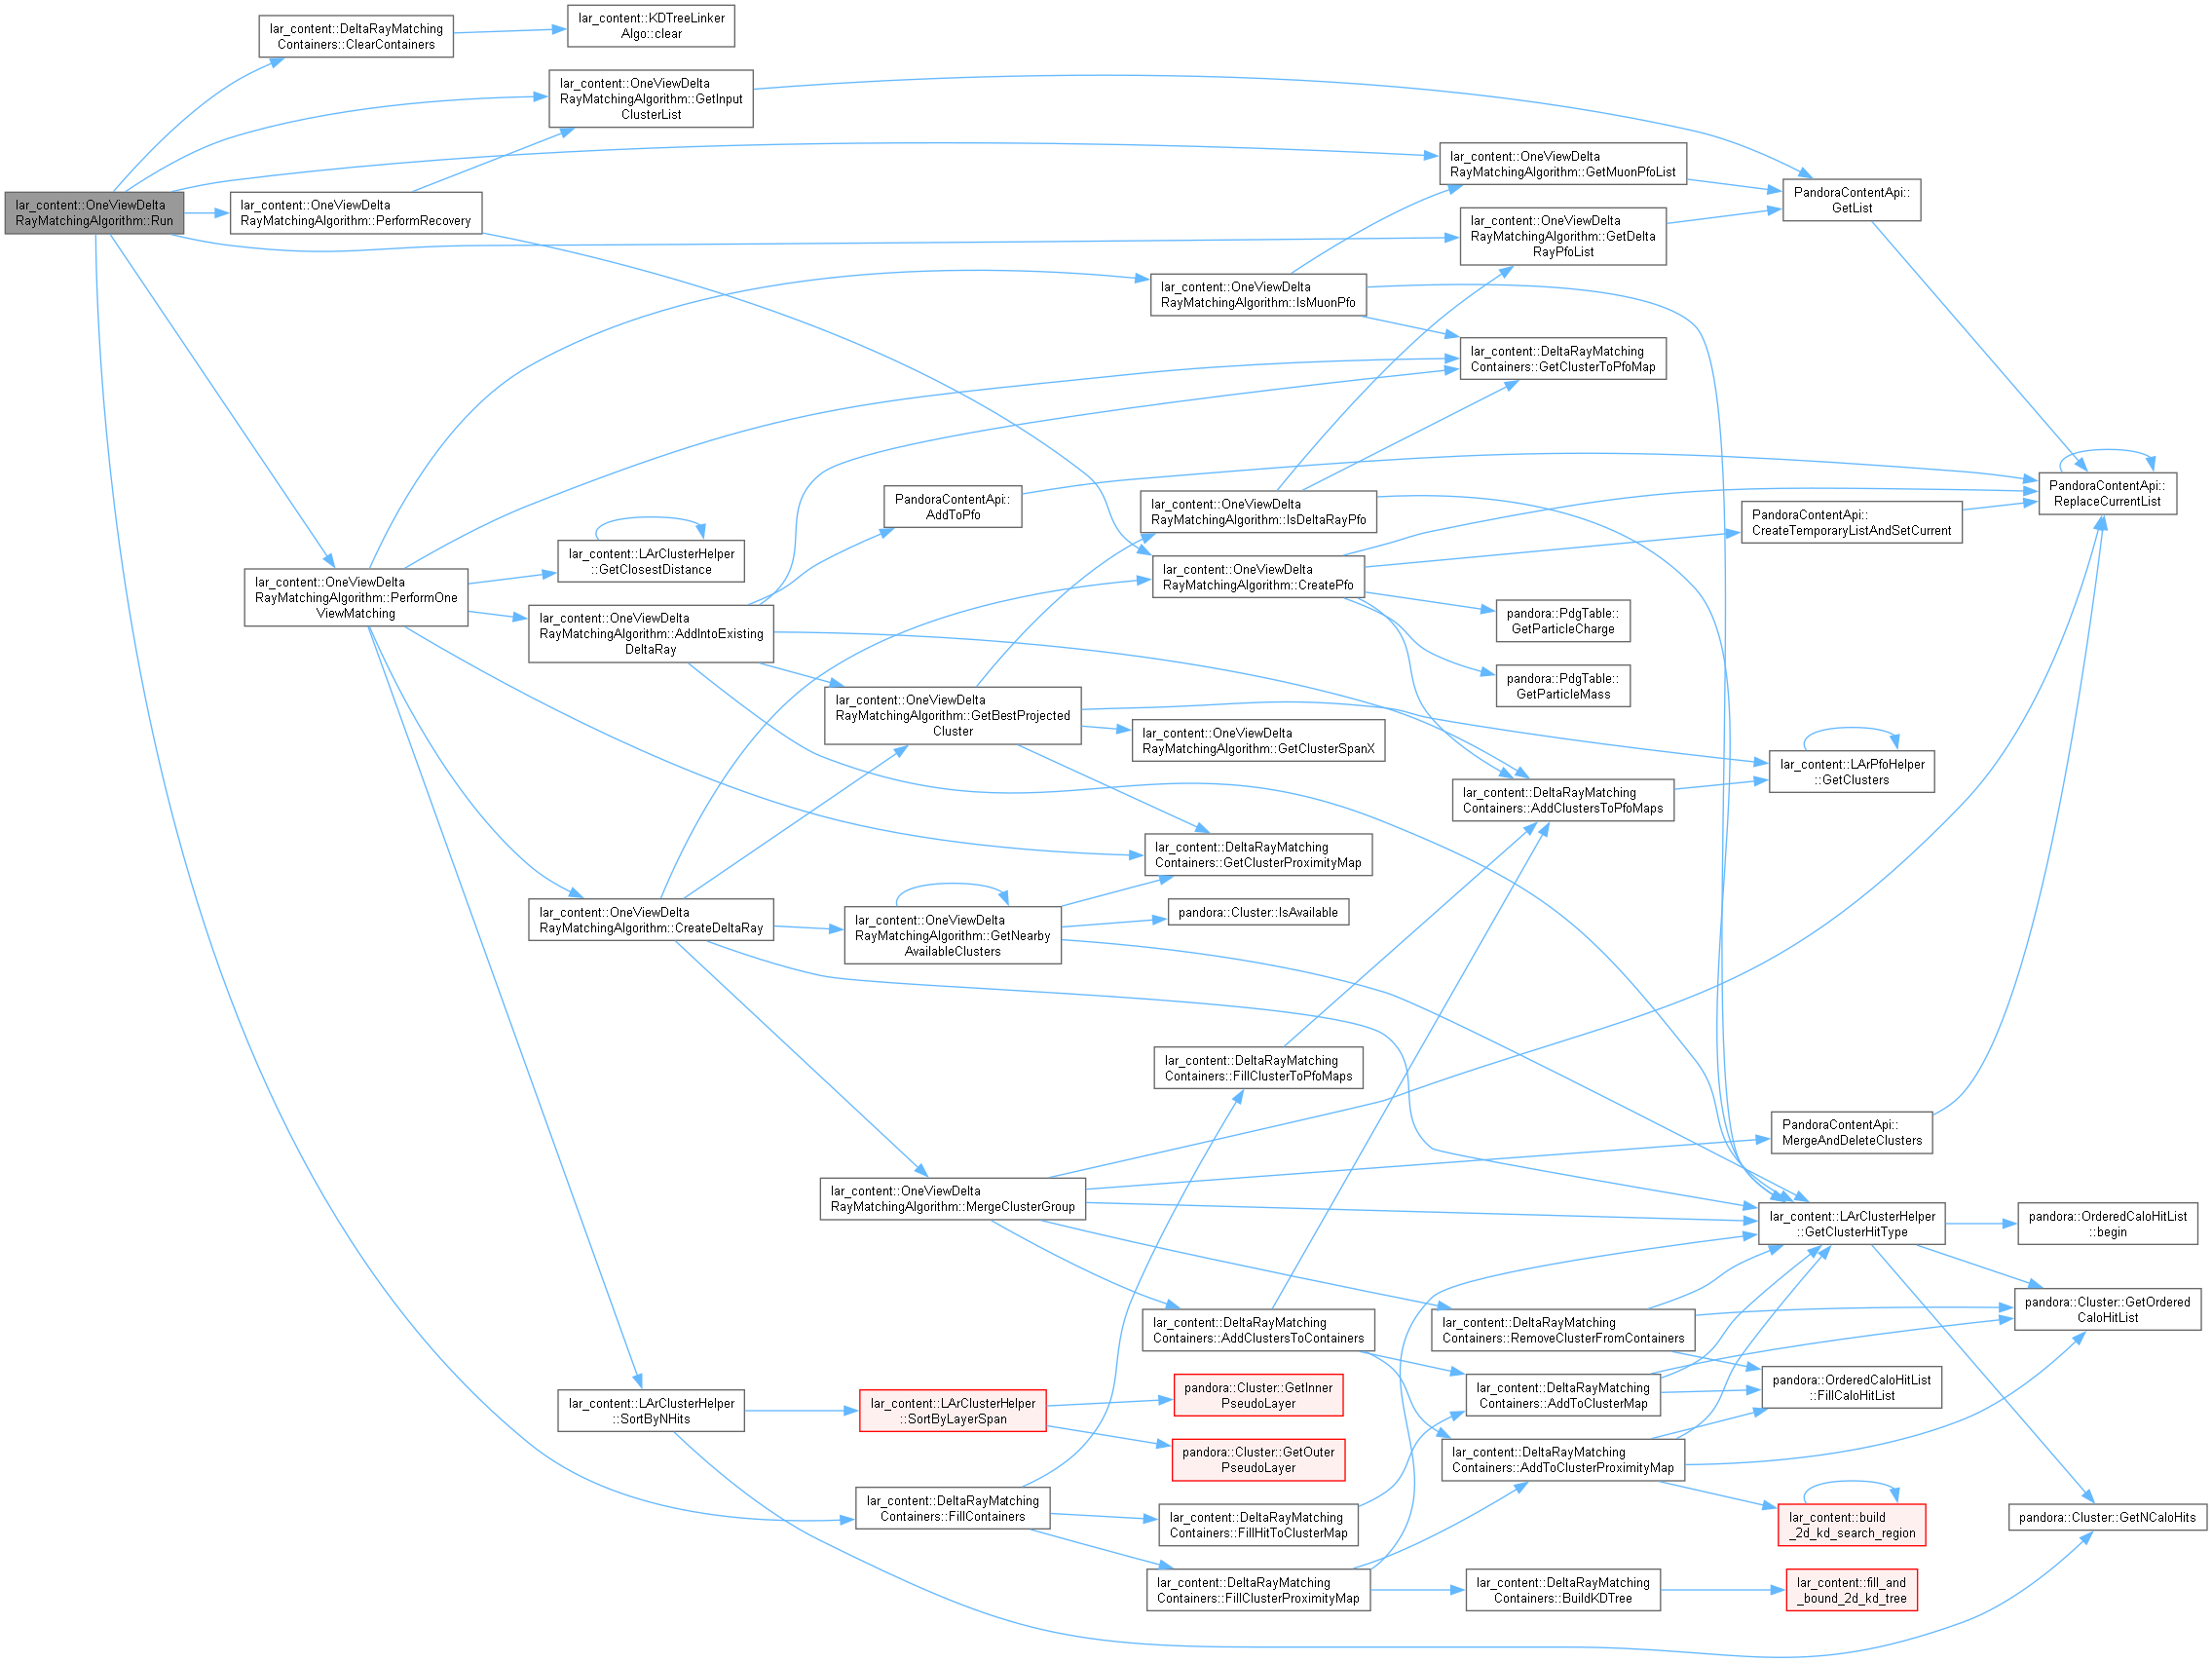 lar_content::OneViewDelta
RayMatchingAlgorithm::Run
lar_content::DeltaRayMatching
Containers::ClearContainers
lar_content::KDTreeLinker
Algo::clear
lar_content::OneViewDelta
RayMatchingAlgorithm::GetInput
ClusterList
lar_content::OneViewDelta
RayMatchingAlgorithm::PerformRecovery
lar_content::OneViewDelta
RayMatchingAlgorithm::GetMuonPfoList
PandoraContentApi::
GetList
lar_content::OneViewDelta
RayMatchingAlgorithm::GetDelta
RayPfoList
lar_content::OneViewDelta
RayMatchingAlgorithm::IsMuonPfo
lar_content::DeltaRayMatching
Containers::GetClusterToPfoMap
PandoraContentApi::
AddToPfo
lar_content::OneViewDelta
RayMatchingAlgorithm::IsDeltaRayPfo
PandoraContentApi::
CreateTemporaryListAndSetCurrent
PandoraContentApi::
ReplaceCurrentList
lar_content::LArClusterHelper
::GetClosestDistance
lar_content::OneViewDelta
RayMatchingAlgorithm::PerformOne
ViewMatching
lar_content::OneViewDelta
RayMatchingAlgorithm::CreatePfo
lar_content::OneViewDelta
RayMatchingAlgorithm::AddIntoExisting
DeltaRay
pandora::PdgTable::
GetParticleCharge
pandora::PdgTable::
GetParticleMass
lar_content::OneViewDelta
RayMatchingAlgorithm::GetBestProjected
Cluster
lar_content::OneViewDelta
RayMatchingAlgorithm::GetClusterSpanX
lar_content::LArPfoHelper
::GetClusters
lar_content::DeltaRayMatching
Containers::AddClustersToPfoMaps
lar_content::DeltaRayMatching
Containers::GetClusterProximityMap
lar_content::OneViewDelta
RayMatchingAlgorithm::CreateDeltaRay
lar_content::OneViewDelta
RayMatchingAlgorithm::GetNearby
AvailableClusters
pandora::Cluster::IsAvailable
lar_content::DeltaRayMatching
Containers::FillClusterToPfoMaps
PandoraContentApi::
MergeAndDeleteClusters
lar_content::OneViewDelta
RayMatchingAlgorithm::MergeClusterGroup
lar_content::LArClusterHelper
::GetClusterHitType
pandora::OrderedCaloHitList
::begin
pandora::Cluster::GetOrdered
CaloHitList
lar_content::DeltaRayMatching
Containers::AddClustersToContainers
lar_content::DeltaRayMatching
Containers::RemoveClusterFromContainers
pandora::OrderedCaloHitList
::FillCaloHitList
lar_content::LArClusterHelper
::SortByNHits
lar_content::LArClusterHelper
::SortByLayerSpan
pandora::Cluster::GetInner
PseudoLayer
lar_content::DeltaRayMatching
Containers::AddToClusterMap
pandora::Cluster::GetOuter
PseudoLayer
lar_content::DeltaRayMatching
Containers::AddToClusterProximityMap
lar_content::DeltaRayMatching
Containers::FillContainers
lar_content::DeltaRayMatching
Containers::FillHitToClusterMap
lar_content::build
_2d_kd_search_region
pandora::Cluster::GetNCaloHits
lar_content::DeltaRayMatching
Containers::FillClusterProximityMap
lar_content::DeltaRayMatching
Containers::BuildKDTree
lar_content::fill_and
_bound_2d_kd_tree